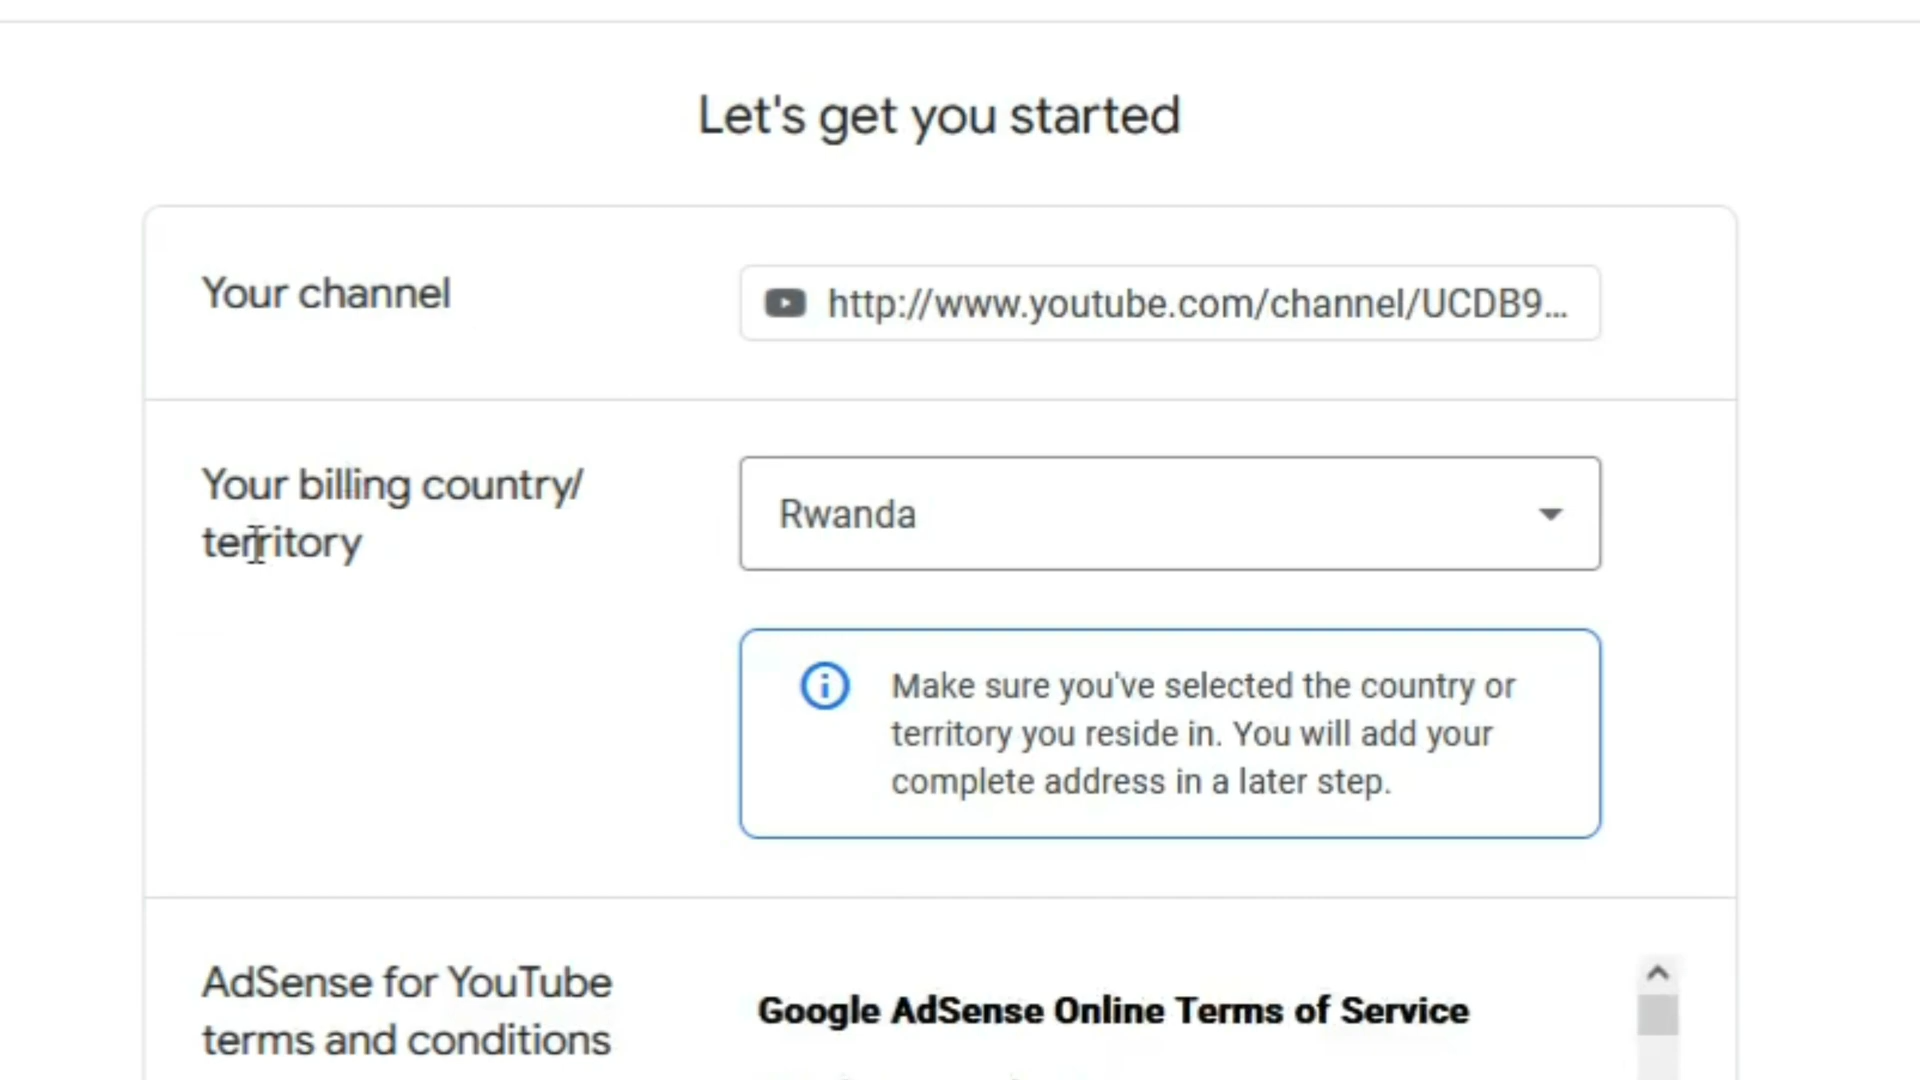 Let's get you started
Your channel
http://www.youtube.com/channel/UCDB9...
Your billing country/
territory
Rwanda
Make sure you've selected the country or
territory you reside in. You will add your
complete address in a later step.
AdSense for YouTube
terms and conditions
Google AdSense Online Terms of Service